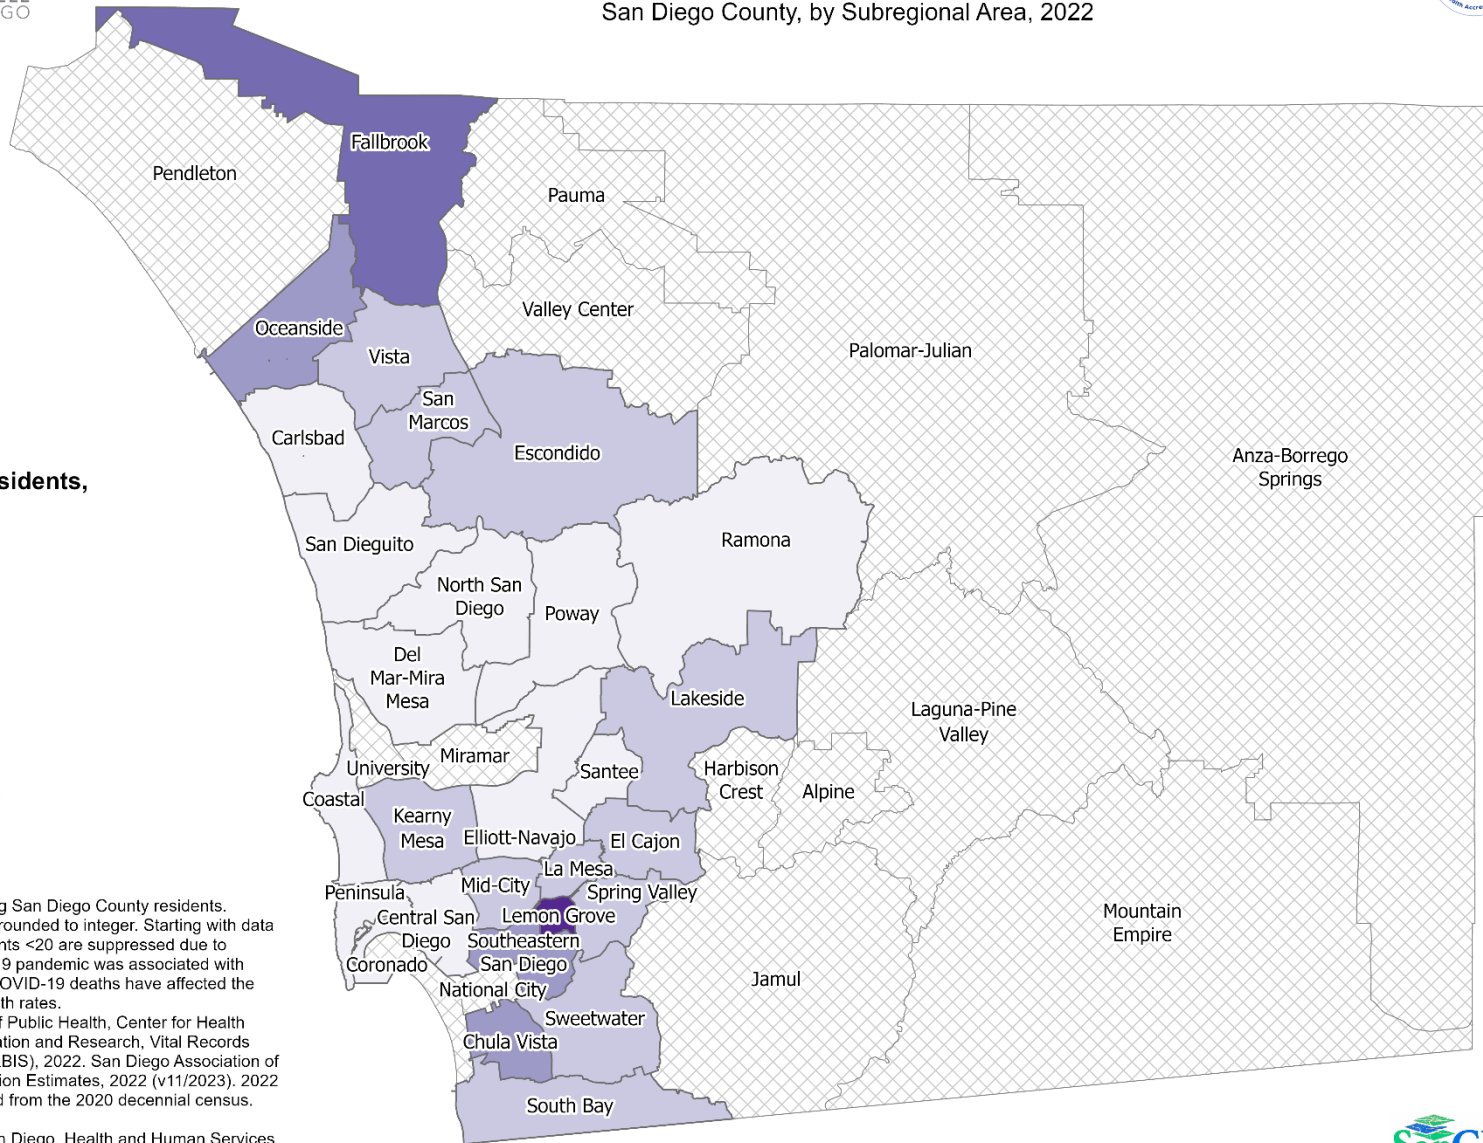 GO
San Diego County, by Subregional Area, 2022
Fallbrook
Pendleton
Pauma
Valley Center
Oceanside
Vista
Palomar-Julian
San
Marcos
Carlsbad
Escondido
Anza-Borrego
Springs
sidents,
San Dieguito
Ramona
North San
Diego
Poway
Del
Mar-Mira
Mesa
Lakeside
Laguna-Pine
Valley
Miramar
University
Santee
Harbison
Crest
Alpine
Coastal
Kearny
Mesa
Elliott-Navajo
El Cajon
La Mesa
Mid-City
Peninsula
Spring Valley
Lemon Grove
Central San
Diego
Southeastern
San Diego
Coronado
National City
Mountain
Empire
Jamul
Sweetwater
Chula Vista
South Bay
g San Diego County residents.
rounded to integer. Starting with data
nts <20 are suppressed due to
9 pandemic was associated with
OVID-19 deaths have affected the
th rates.
f Public Health, Center for Health
ation and Research, Vital Records
BIS), 2022. San Diego Association of
ion Estimates, 2022 (v11/2023). 2022
d from the 2020 decennial census.
n Diego, Health and Human Services